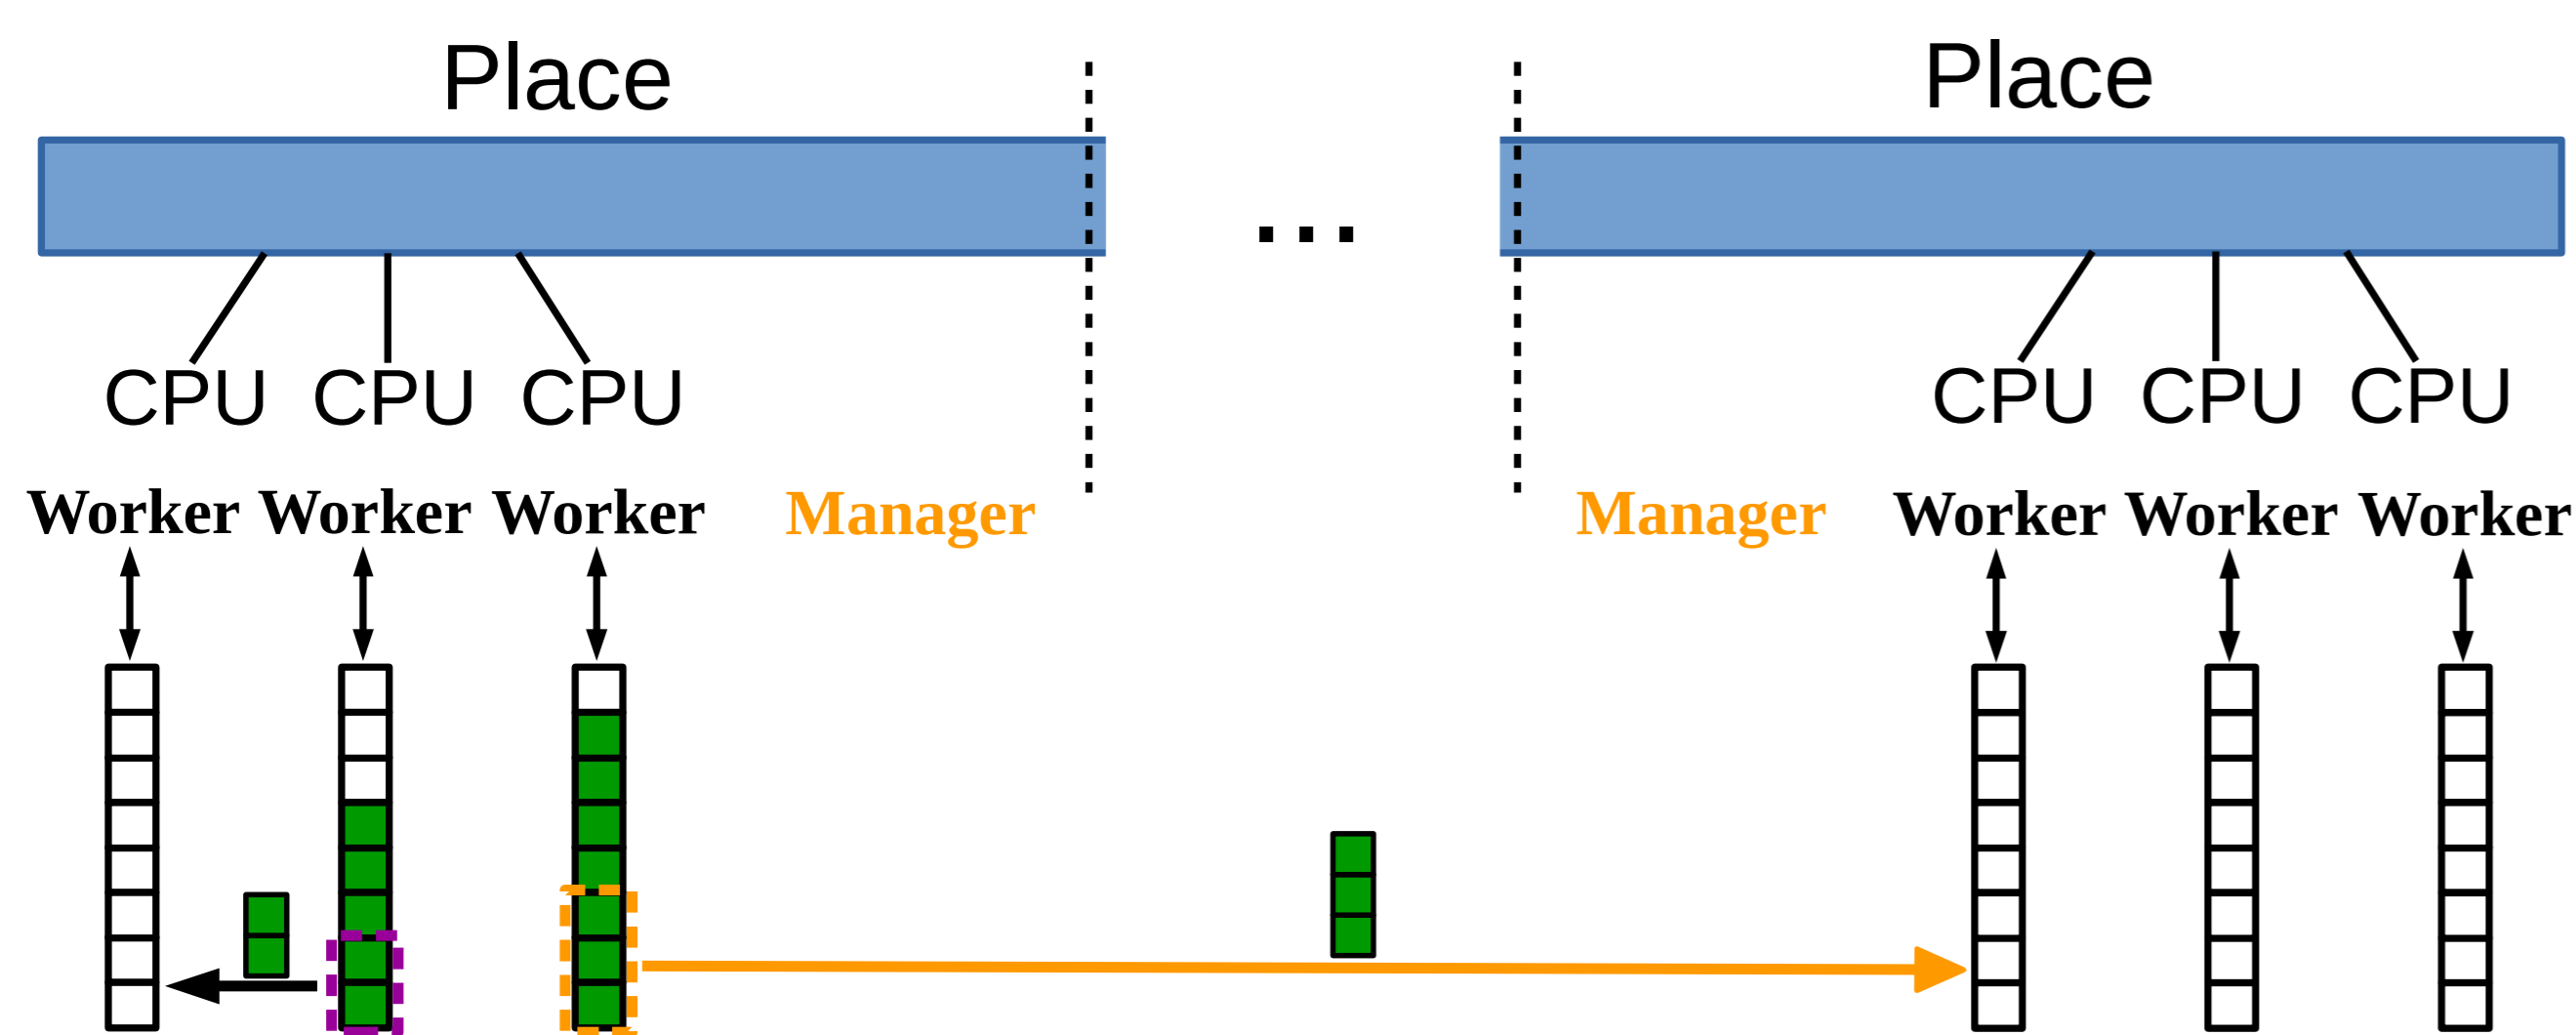 Place Place
...
CPU CPU CPU CPU CPU CPU
Worker Worker Worker Manager Manager Worker Worker Worker